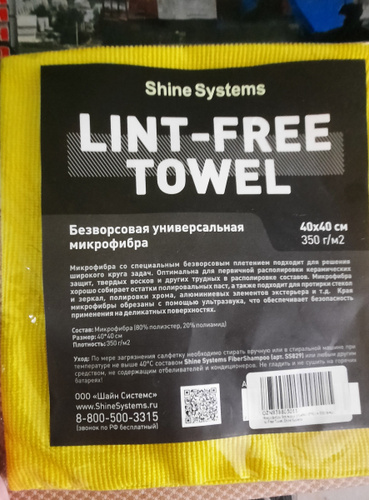 Shine Systems
LINT-FREE
TOWEL
Безворсовая универсальная
микрофибра
40x40 см
350 г/м2
Микрофибра со специальным безворсовым плетением подходит для решения
широкого круга задач. Оптимальна для первичной располировки керамических
защит, твердых восков и других трудных в располировке составов. Микрофибра
хорошо собирает остатки полировальных паст, а также подходит для протирки стекол
и зеркал, полировки хрома, алюминиевых элементов экстерьера и т.д. Края
микрофибры обрезаны с помощью ультразвука, что обеспечивает безопасность
применения на деликатных поверхностях.
Состав: Микрофибра (80% полиэстер, 20% полиамид)
Размер: 40*40 см
Плотность: 350 г/м2
Уход: По мере загрязнения салфетку необходимо стирать вручную или в стиральной машине при
температуре не выше 40°С составом Shine Systems FiberShampoo (арт. SS829) или любым другим
средством, не содержащим отбеливателей и кондиционеров. Не гладить и не сушить на горячих
батареях!
ООО «Шайн Системс»
www.ShineSystems.ru
8-800-500-3315
(звонок по РФ бесплатный)